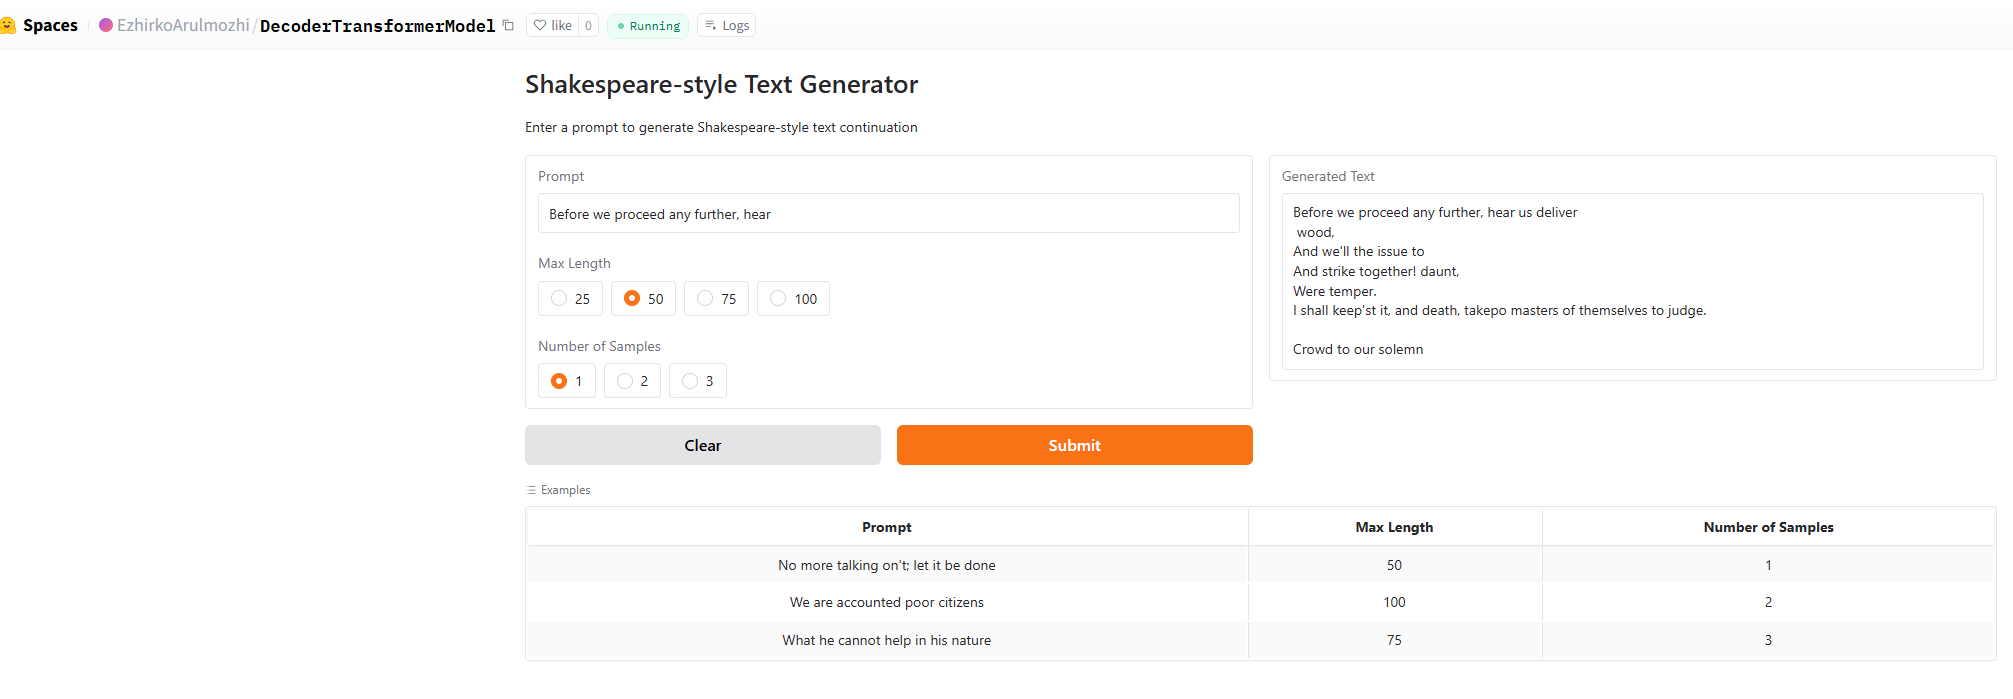 Spaces EzhirkoArulmozhi/DecoderTransformerModel like 0 Running Logs
Shakespeare-style Text Generator
Enter a prompt to generate Shakespeare-style text continuation
Prompt
Before we proceed any further, hear
Max Length
25 50 75 100
Number of Samples
1 2 3
Clear Submit
Generated Text
Before we proceed any further, hear us deliver
wood,
And we'll the issue to
And strike together! daunt,
Were temper.
I shall keep'st it, and death, takepo masters of themselves to judge.
Crowd to our solemn
Examples
Prompt Max Length Number of Samples
No more talking on't; let it be done 50 1
We are accounted poor citizens 100 2
What he cannot help in his nature 75 3